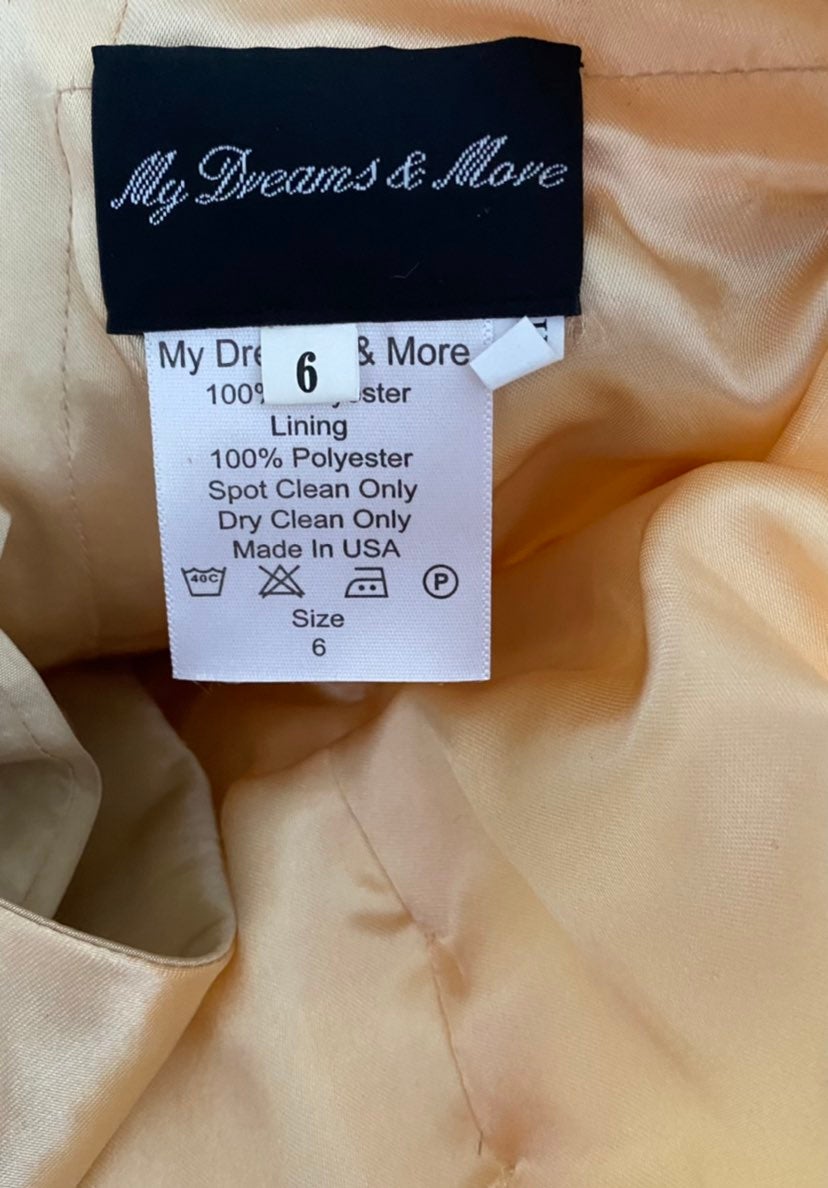 My Dreams & More
My Dre & More
6
100% yester
Lining
100% Polyester
Spot Clean Only
Dry Clean Only
Made In USA
40C
P
Size
6